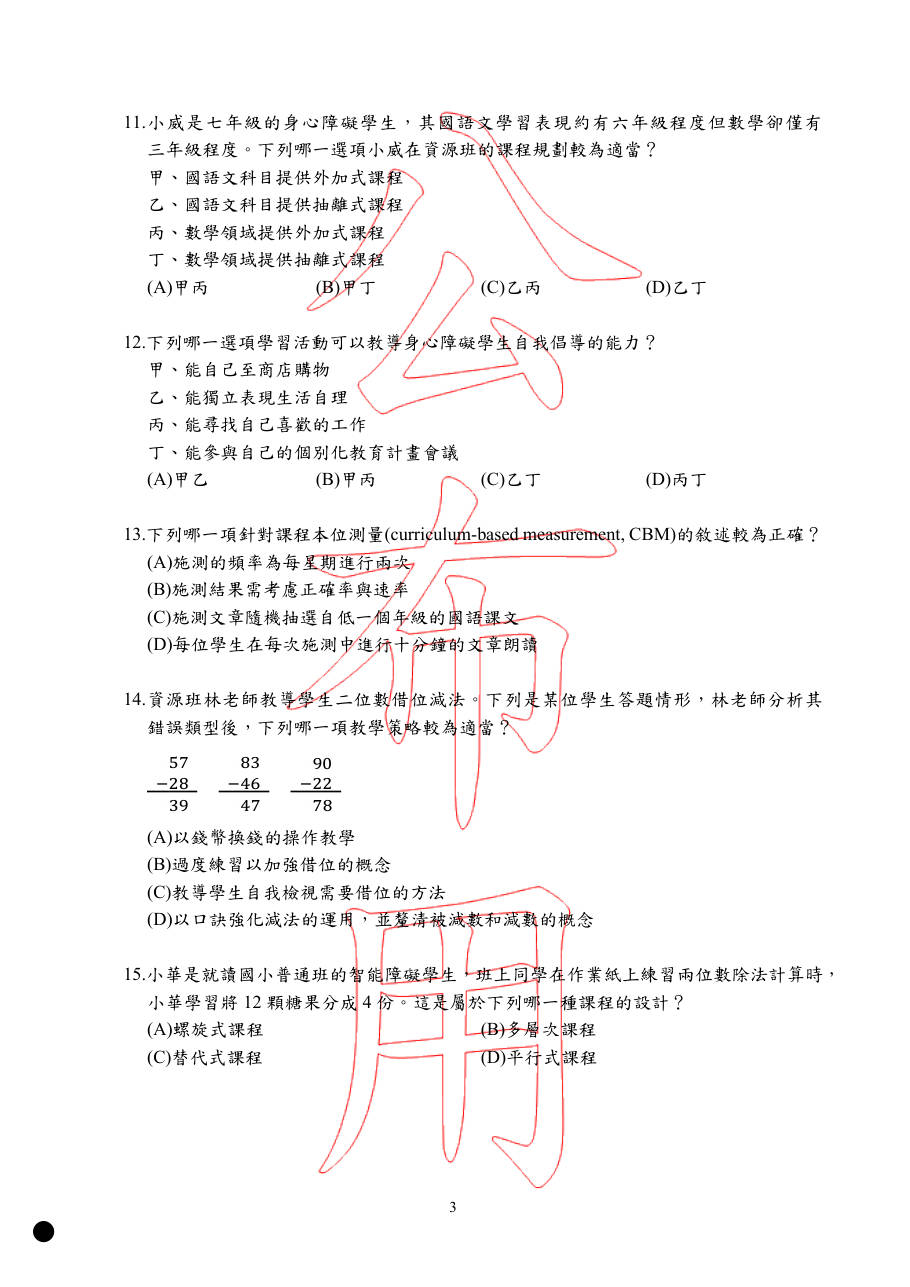 11.小威是七年級的身心障礙學生，其國語文學習表現約有六年級程度但數學卻僅有
三年級程度。下列哪一選項小威在資源班的課程規劃較為適當？
甲、國語文科目提供外加式課程
乙、國語文科目提供抽離式課程
丙、數學領域提供外加式課程
丁、數學領域提供抽離式課程
(A)甲丙 (B)甲丁 (C)乙丙 (D)乙丁
12.下列哪一選項學習活動可以教導身心障礙學生自我倡導的能力？
甲、能自己至商店購物
乙、能獨立表現生活自理
丙、能尋找自己喜歡的工作
丁、能參與自己的個別化教育計畫會議
(A)甲乙 (B)甲丙 (C)乙丁 (D)丙丁
13.下列哪一項針對課程本位測量(curriculum-based measurement, CBM)的敘述較為正確？
(A)施測的頻率為每星期進行兩次
(B)施測結果需考慮正確率與速率
(C)施測文章隨機抽選自低一個年級的國語課文
(D)每位學生在每次施測中進行十分鐘的文章朗讀
14.資源班林老師教導學生二位數借位減法。下列是某位學生答題情形，林老師分析其
錯誤類型後，下列哪一項教學策略較為適當？
57 83 90
−28 −46 −22
39 47 78
(A)以錢幣換錢的操作教學
(B)過度練習以加強借位的概念
(C)教導學生自我檢視需要借位的方法
(D)以口訣強化減法的運用，並釐清被減數和減數的概念
15.小華是就讀國小普通班的智能障礙學生，班上同學在作業紙上練習兩位數除法計算時，
小華學習將 12 顆糖果分成 4 份。這是屬於下列哪一種課程的設計？
(A)螺旋式課程 (B)多層次課程
(C)替代式課程 (D)平行式課程
公
布
用
3